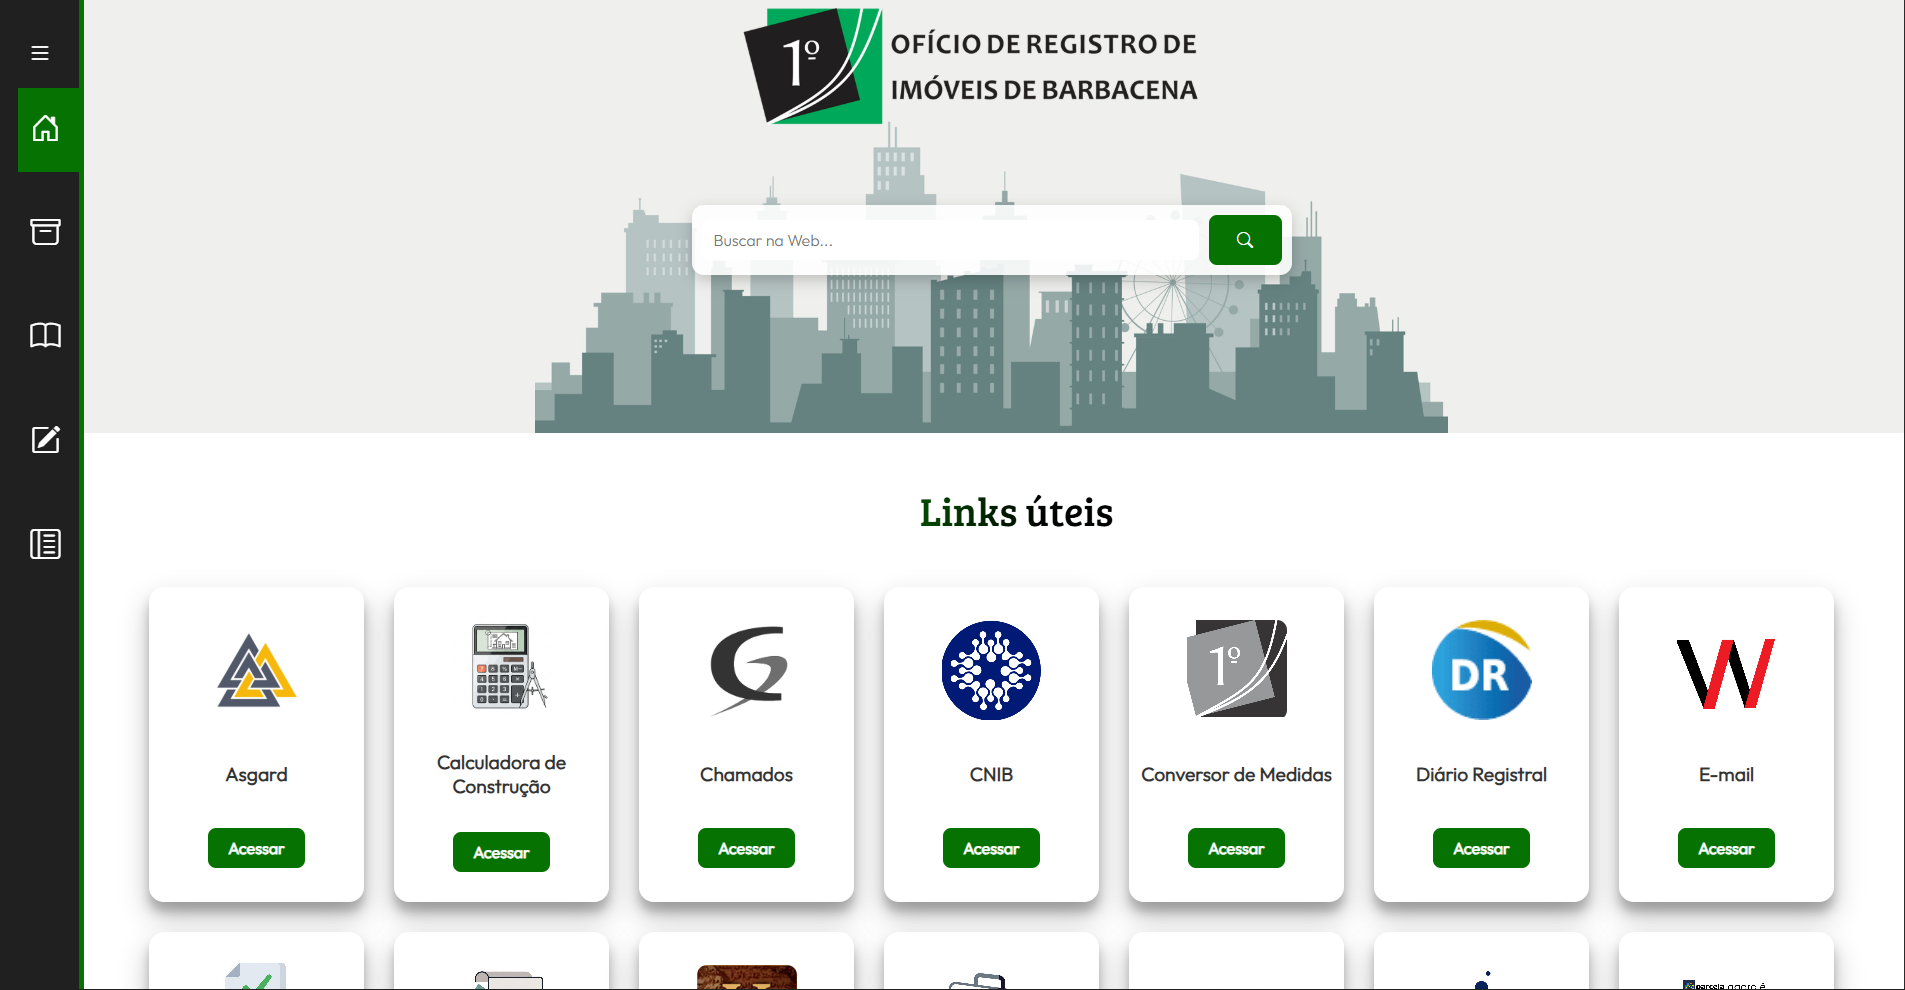 1º
OFÍCIO DE REGISTRO DE
IMÓVEIS DE BARBACENA
Buscar na Web...
Links úteis
1º
DR
W
Asgard
Calculadora de
Construção
Chamados
CNIB
Conversor de Medidas
Diário Registral
E-mail
Acessar
Acessar
Acessar
Acessar
Acessar
Acessar
Acessar